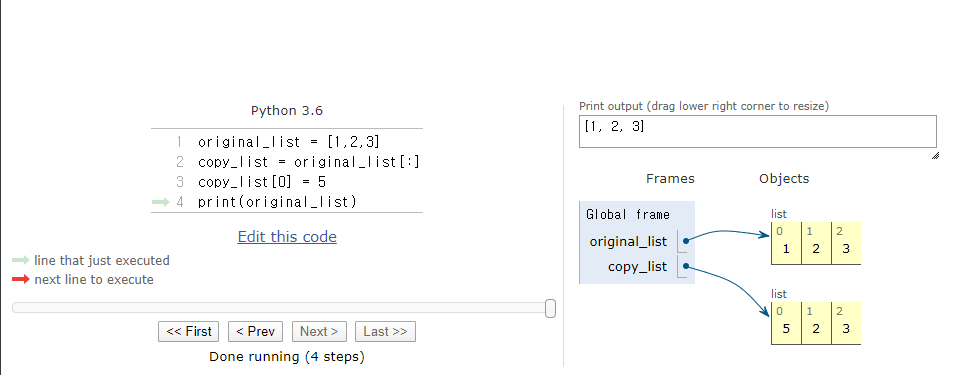 Python 3.6
1 original_list = [1,2,3]
2 copy_list = original_list[:]
3 copy_list[0] = 5
4 print(original_list)
Edit this code
line that just executed
next line to execute
<< First < Prev Next > Last >>
Done running (4 steps)
Print output (drag lower right corner to resize)
[1, 2, 3]
Frames Objects
Global frame
original_list
copy_list
list
0 1 2
1 2 3
list
0 1 2
5 2 3